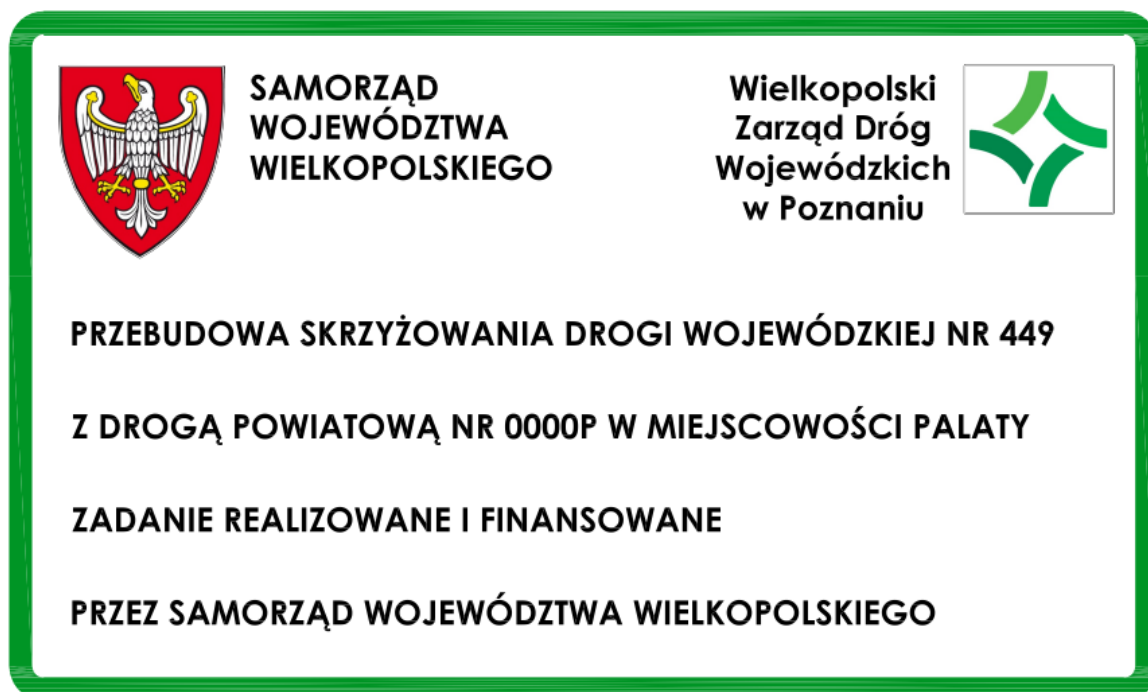 SAMORZĄD
WOJEWÓDZTWA
WIELKOPOLSKIEGO
Wielkopolski
Zarząd Dróg
Wojewódzkich
w Poznaniu
PRZEBUDOWA SKRZYŻOWANIA DROGI WOJEWÓDZKIEJ NR 449
Z DROGĄ POWIATOWĄ NR 0000P W MIEJSCOWOŚCI PALATY
ZADANIE REALIZOWANE I FINANSOWANE
PRZEZ SAMORZĄD WOJEWÓDZTWA WIELKOPOLSKIEGO